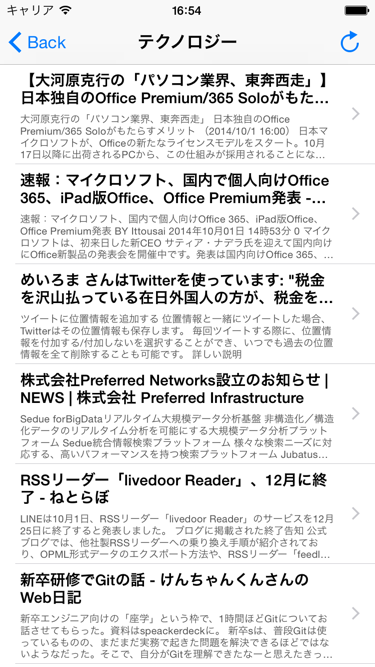 キャリア 16:54
Back テクノロジー
【大河原克行の「パソコン業界、東奔西走」】
日本独自のOffice Premium/365 Soloがもた...
大河原克行の「パソコン業界、東奔西走」 日本独自のOffice
Premium/365 Soloがもたらすメリット （2014/10/1 16:00） 日本マ
イクロソフトが、Officeの新たなライセンスモデルをスタート。10月
17日以降に出荷されるPCから、この仕組みが採用されることにな...
速報：マイクロソフト、国内で個人向けOffice
365、iPad版Office、Office Premium発表 -...
速報：マイクロソフト、国内で個人向けOffice 365、iPad版Office、
Office Premium発表 BY Ittousai 2014年10月01日 14時53分 0 マイク
ロソフトは、初来日した新CEO サティア・ナデラ氏を迎えて国内向け
にOffice新製品の発表会を開催中です。発表は国内向けOffice 365、...
めいろま さんはTwitterを使っています: "税金
を沢山払っている在日外国人の方が、税金を...
ツイートに位置情報を追加する 位置情報と一緒にツイートした場合、
Twitterはその位置情報も保存します。 毎回ツイートする際に、位置情
報を付加する/付加しないを選択することができ、いつでも過去の位置
情報を全て削除することも可能です。 詳しい説明
株式会社Preferred Networks設立のお知らせ |
NEWS | 株式会社 Preferred Infrastructure
Sedue forBigDataリアルタイム大規模データ分析基盤 非構造化／構造
化データのリアルタイム分析を可能にする大規模データ分析プラット
フォーム Sedue統合情報検索プラットフォーム 様々な検索ニーズに対
応する、高いパフォーマンスを持つ検索プラットフォーム Jubatus...
RSSリーダー「livedoor Reader」、12月に終
了 - ねとらぼ
LINEは10月1日、RSSリーダー「livedoor Reader」のサービスを12月
25日に終了すると発表しました。 ブログに掲載された終了告知 公式
ブログでは、他社製RSSリーダーへの乗り換え手順が紹介されてお
り、OPML形式データのエクスポート方法や、RSSリーダー「feedl...
新卒研修でGitの話 - けんちゃんくんさんの
Web日記
新卒エンジニア向けの「座学」という枠で、1時間ほどGitについてお
話させてもらった。資料はspeackerdeckに。 新卒sは、普段Gitは使
っているものの、まだまだ実務で起きた問題を解決できるほどではな
いようなだった。そこで、自分がGitを理解できたなーと思えたきっ...